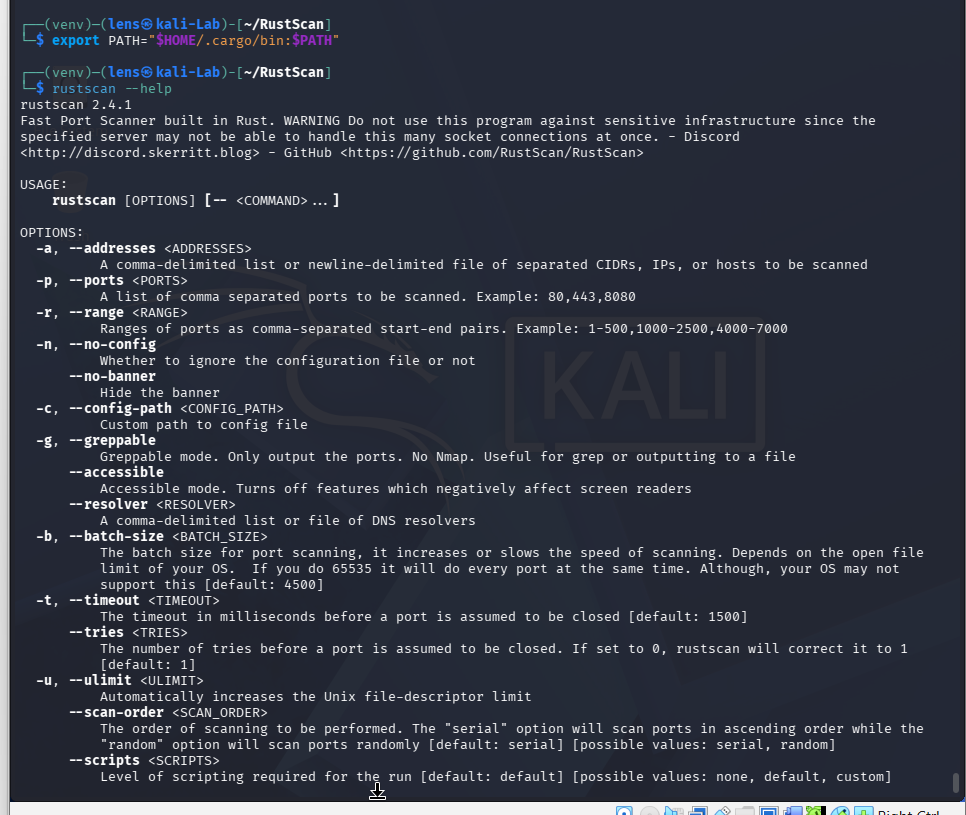 ┌──(venv)─(lens㉿kali-Lab)-[~/RustScan]
└─$ export PATH="$HOME/.cargo/bin:$PATH"
┌──(venv)─(lens㉿kali-Lab)-[~/RustScan]
└─$ rustscan --help
rustscan 2.4.1
Fast Port Scanner built in Rust. WARNING Do not use this program against sensitive infrastructure since the
specified server may not be able to handle this many socket connections at once. - Discord
<http://discord.skerritt.blog> - GitHub <https://github.com/RustScan/RustScan>
USAGE:
rustscan [OPTIONS] [-- <COMMAND>...]
OPTIONS:
-a, --addresses <ADDRESSES>
A comma-delimited list or newline-delimited file of separated CIDRs, IPs, or hosts to be scanned
-p, --ports <PORTS>
A list of comma separated ports to be scanned. Example: 80,443,8080
-r, --range <RANGE>
Ranges of ports as comma-separated start-end pairs. Example: 1-500,1000-2500,4000-7000
-n, --no-config
Whether to ignore the configuration file or not
--no-banner
Hide the banner
-c, --config-path <CONFIG_PATH>
Custom path to config file
-g, --greppable
Greppable mode. Only output the ports. No Nmap. Useful for grep or outputting to a file
--accessible
Accessible mode. Turns off features which negatively affect screen readers
--resolver <RESOLVER>
A comma-delimited list or file of DNS resolvers
-b, --batch-size <BATCH_SIZE>
The batch size for port scanning, it increases or slows the speed of scanning. Depends on the open file
limit of your OS.  If you do 65535 it will do every port at the same time. Although, your OS may not
support this [default: 4500]
-t, --timeout <TIMEOUT>
The timeout in milliseconds before a port is assumed to be closed [default: 1500]
--tries <TRIES>
The number of tries before a port is assumed to be closed. If set to 0, rustscan will correct it to 1
[default: 1]
-u, --ulimit <ULIMIT>
Automatically increases the Unix file-descriptor limit
--scan-order <SCAN_ORDER>
The order of scanning to be performed. The "serial" option will scan ports in ascending order while the
"random" option will scan ports randomly [default: serial] [possible values: serial, random]
--scripts <SCRIPTS>
Level of scripting required for the run [default: default] [possible values: none, default, custom]
KALI
Right Ctrl